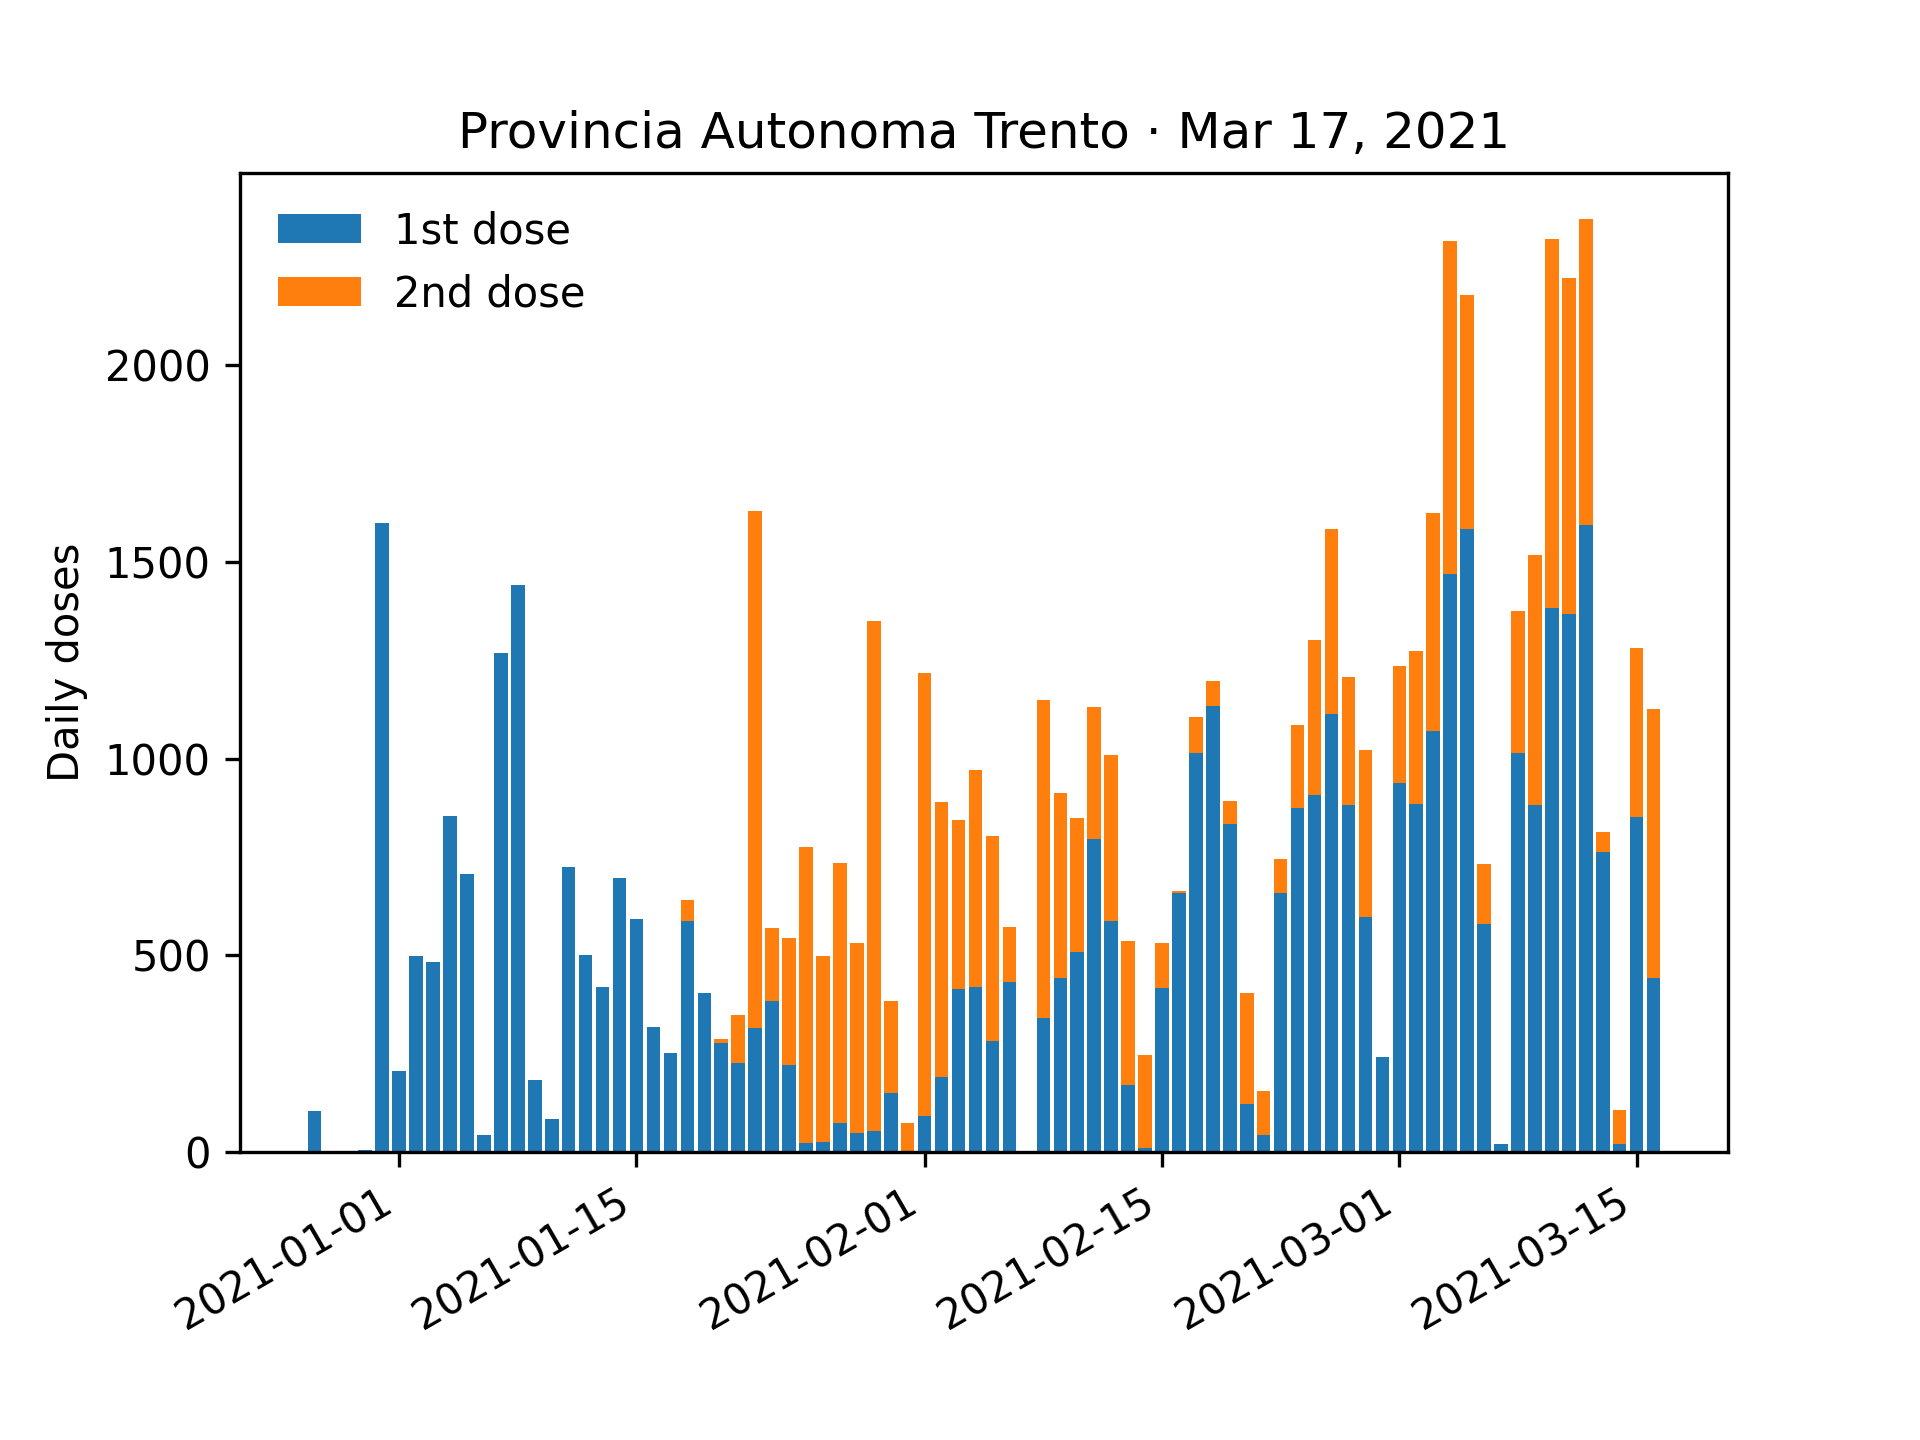 Provincia Autonoma Trento · Mar 17, 2021
1st dose
2nd dose
Daily doses
2000
1500
1000
500
0
2021-01-01
2021-01-15
2021-02-01
2021-02-15
2021-03-01
2021-03-15